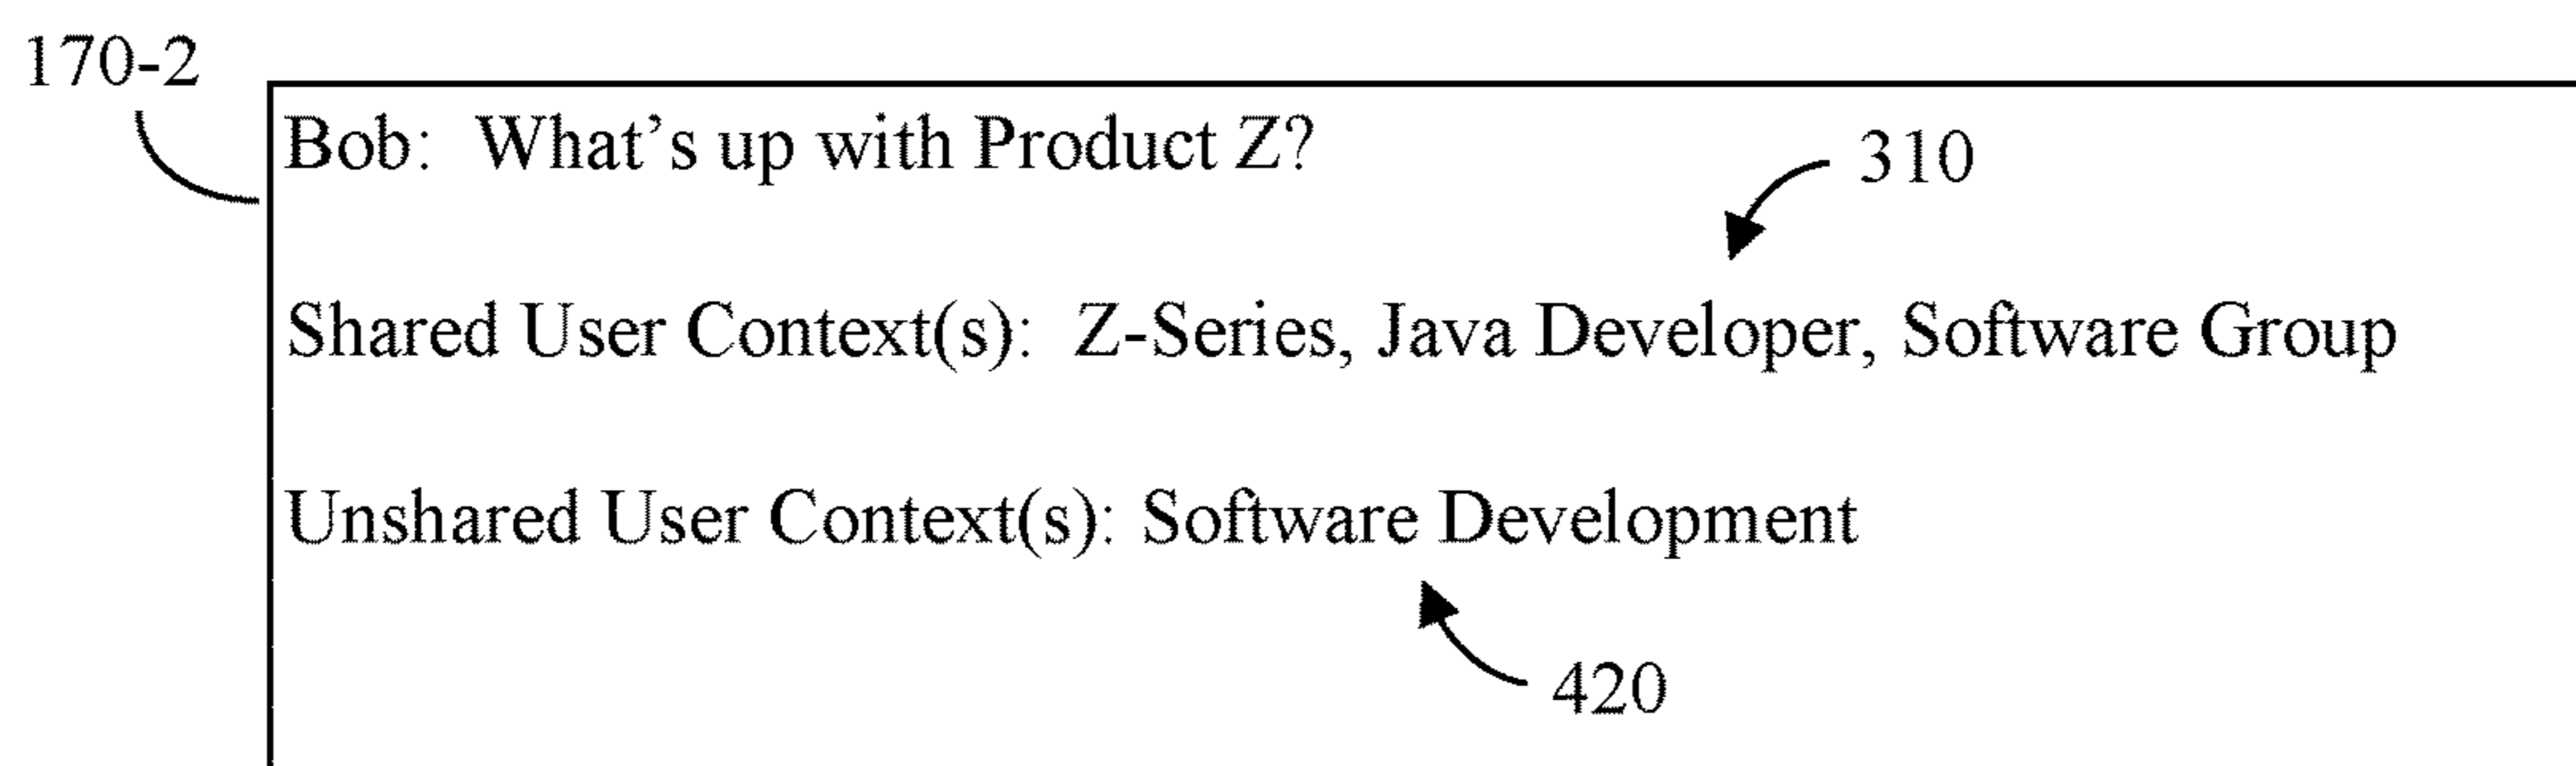 170-2
Bob:  What's up with Product Z?
310
Shared User Context(s):  Z-Series, Java Developer, Software Group
Unshared User Context(s): Software Development
420